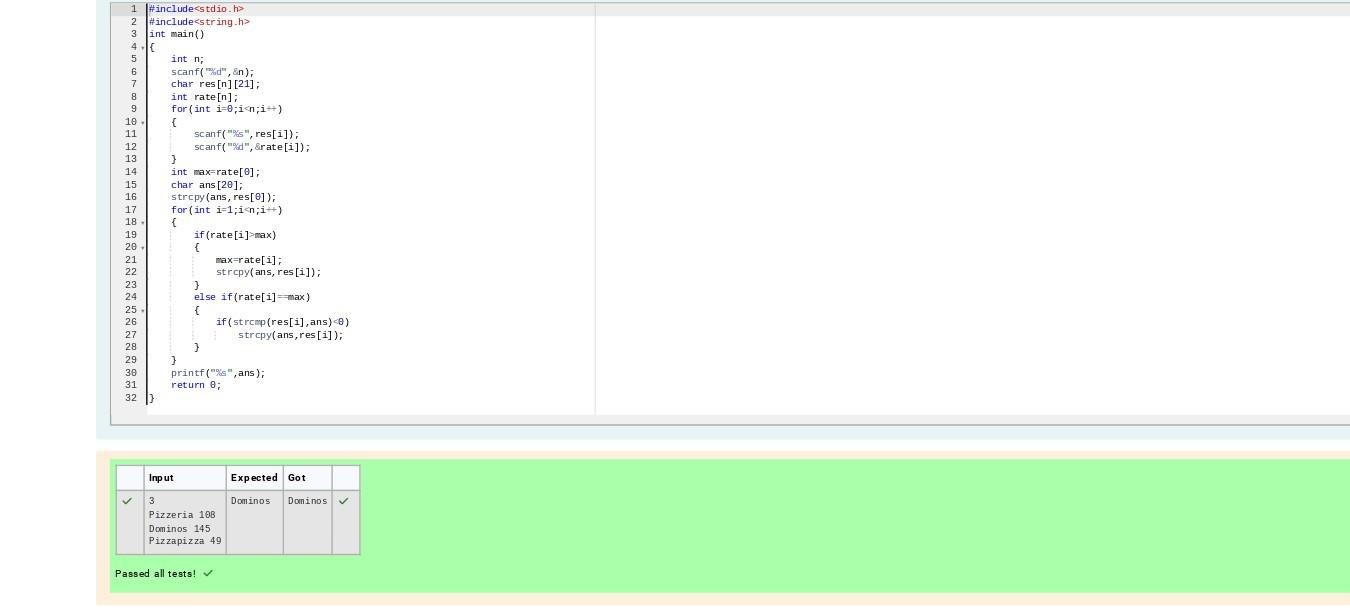 1 #include<stdio.h>
2 #include<string.h>
3 int main()
4 {
5     int n;
6     scanf("%d",&n);
7     char res[n][21];
8     int rate[n];
9     for(int i=0;i<n;i++)
10     {
11         scanf("%s",res[i]);
12         scanf("%d",&rate[i]);
13     }
14     int max=rate[0];
15     char ans[20];
16     strcpy(ans,res[0]);
17     for(int i=1;i<n;i++)
18     {
19         if(rate[i]>max)
20         {
21             max=rate[i];
22             strcpy(ans,res[i]);
23         }
24         else if(rate[i]==max)
25         {
26             if(strcmp(res[i],ans)<0)
27                 strcpy(ans,res[i]);
28         }
29     }
30     printf("%s",ans);
31     return 0;
32 }
Input Expected Got
3 Dominos Dominos
Pizzeria 108
Dominos 145
Pizzapizza 49
Passed all tests!